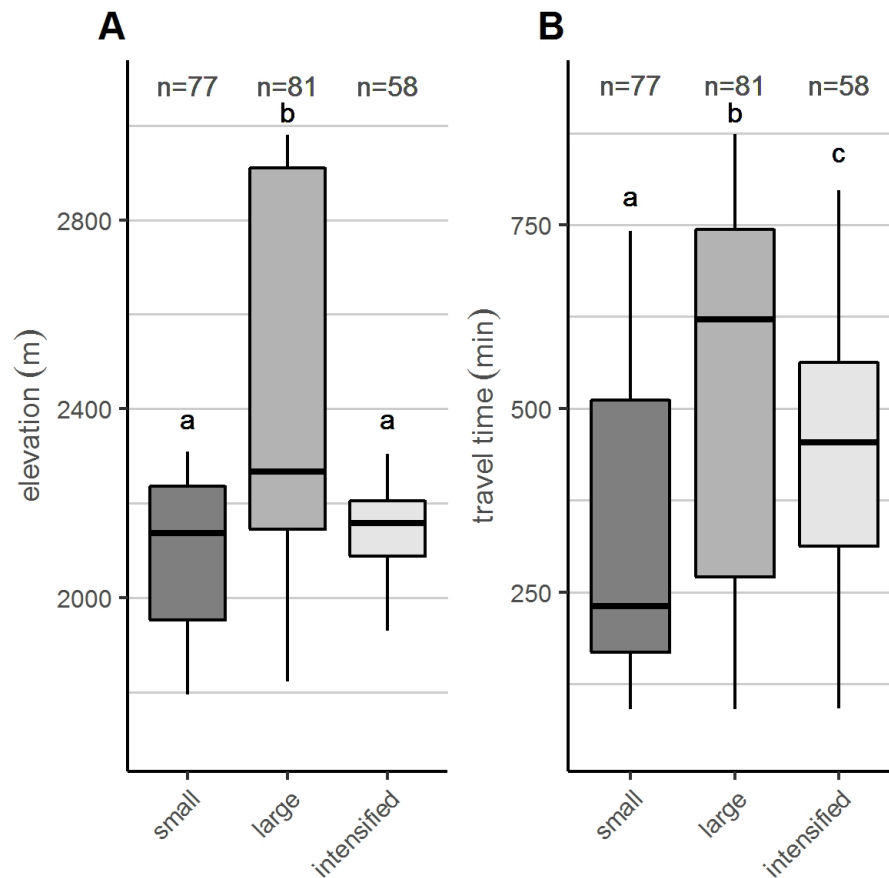 A
n=77 n=81 n=58
b
a a
elevation (m)
2800
2400
2000
small large intensified
B
n=77 n=81 n=58
b
c
a
travel time (min)
750
500
250
small large intensified